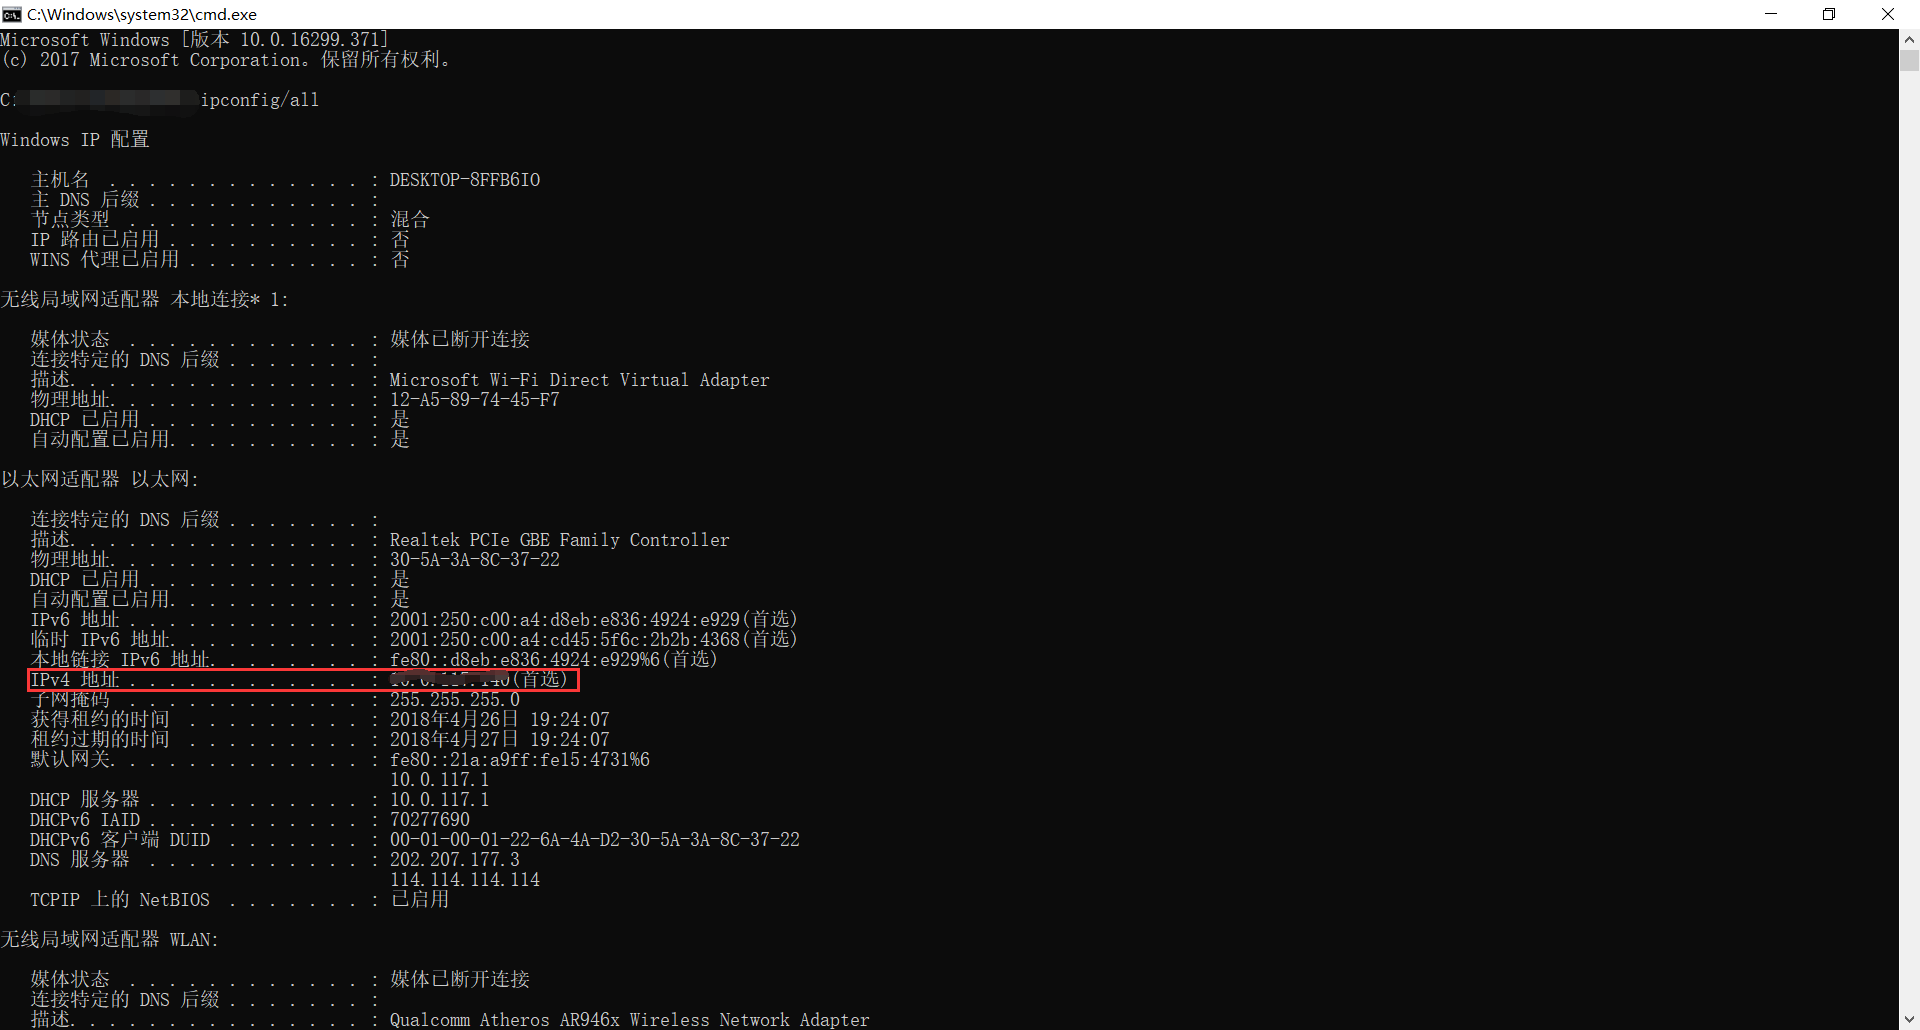 C:\Windows\system32\cmd.exe
Microsoft Windows [版本 10.0.16299.371]
(c) 2017 Microsoft Corporation。保留所有权利。
C: ipconfig/all
Windows IP 配置
主机名 . . . . . . . . . . . . . : DESKTOP-8FFB6IO
主 DNS 后缀 . . . . . . . . . . . :
节点类型 . . . . . . . . . . . . : 混合
IP 路由已启用 . . . . . . . . . . : 否
WINS 代理已启用 . . . . . . . . . : 否
无线局域网适配器 本地连接* 1:
媒体状态 . . . . . . . . . . . . : 媒体已断开连接
连接特定的 DNS 后缀 . . . . . . . :
描述. . . . . . . . . . . . . . . : Microsoft Wi-Fi Direct Virtual Adapter
物理地址. . . . . . . . . . . . . : 12-A5-89-74-45-F7
DHCP 已启用 . . . . . . . . . . . : 是
自动配置已启用. . . . . . . . . . : 是
以太网适配器 以太网:
连接特定的 DNS 后缀 . . . . . . . :
描述. . . . . . . . . . . . . . . : Realtek PCIe GBE Family Controller
物理地址. . . . . . . . . . . . . : 30-5A-3A-8C-37-22
DHCP 已启用 . . . . . . . . . . . : 是
自动配置已启用. . . . . . . . . . : 是
IPv6 地址 . . . . . . . . . . . . : 2001:250:c00:a4:d8eb:e836:4924:e929(首选)
临时 IPv6 地址. . . . . . . . . . : 2001:250:c00:a4:cd45:5f6c:2b2b:4368(首选)
本地链接 IPv6 地址. . . . . . . . : fe80::d8eb:e836:4924:e929%6(首选)
IPv4 地址 . . . . . . . . . . . . : (首选)
子网掩码 . . . . . . . . . . . . : 255.255.255.0
获得租约的时间 . . . . . . . . . : 2018年4月26日 19:24:07
租约过期的时间 . . . . . . . . . : 2018年4月27日 19:24:07
默认网关. . . . . . . . . . . . . : fe80::21a:a9ff:fe15:4731%6
10.0.117.1
DHCP 服务器 . . . . . . . . . . . : 10.0.117.1
DHCPv6 IAID . . . . . . . . . . . : 70277690
DHCPv6 客户端 DUID . . . . . . . : 00-01-00-01-22-6A-4A-D2-30-5A-3A-8C-37-22
DNS 服务器 . . . . . . . . . . . : 202.207.177.3
114.114.114.114
TCPIP 上的 NetBIOS . . . . . . . : 已启用
无线局域网适配器 WLAN:
媒体状态 . . . . . . . . . . . . : 媒体已断开连接
连接特定的 DNS 后缀 . . . . . . . :
描述. . . . . . . . . . . . . . . : Qualcomm Atheros AR946x Wireless Network Adapter